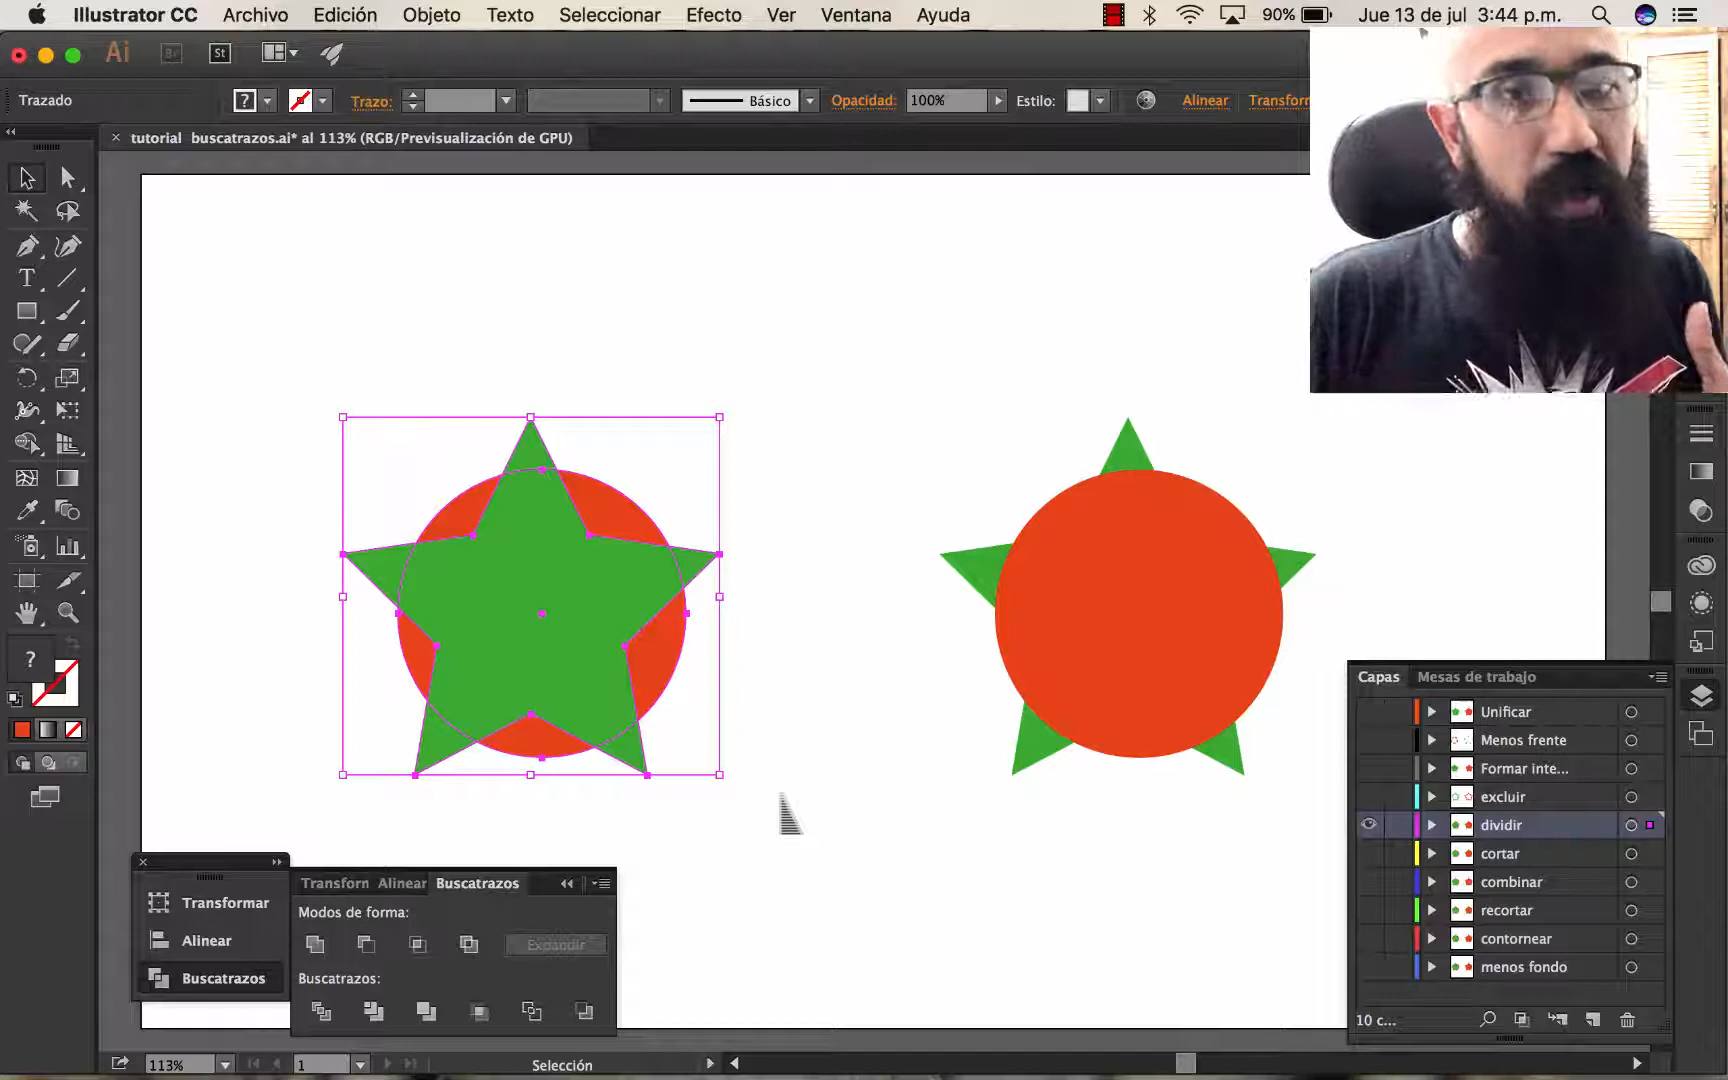 Illustrator CC Archivo Edición Objeto Texto Seleccionar Efecto Ver Ventana Ayuda 90% Jue 13 de jul 3:44 p.m.
Ai Br St
Trazado ? Trazo: Básico Opacidad: 100% Estilo: Alinear Transform
× tutorial buscatrazos.ai* al 113% (RGB/Previsualización de GPU)
T
?
Capas Mesas de trabajo
Unificar
Menos frente
Formar inte...
excluir
dividir
cortar
combinar
recortar
contornear
menos fondo
10 c...
Transformar
Alinear
Buscatrazos
Transforn Alinear Buscatrazos
Modos de forma:
Expandir
Buscatrazos:
113% 1 Selección